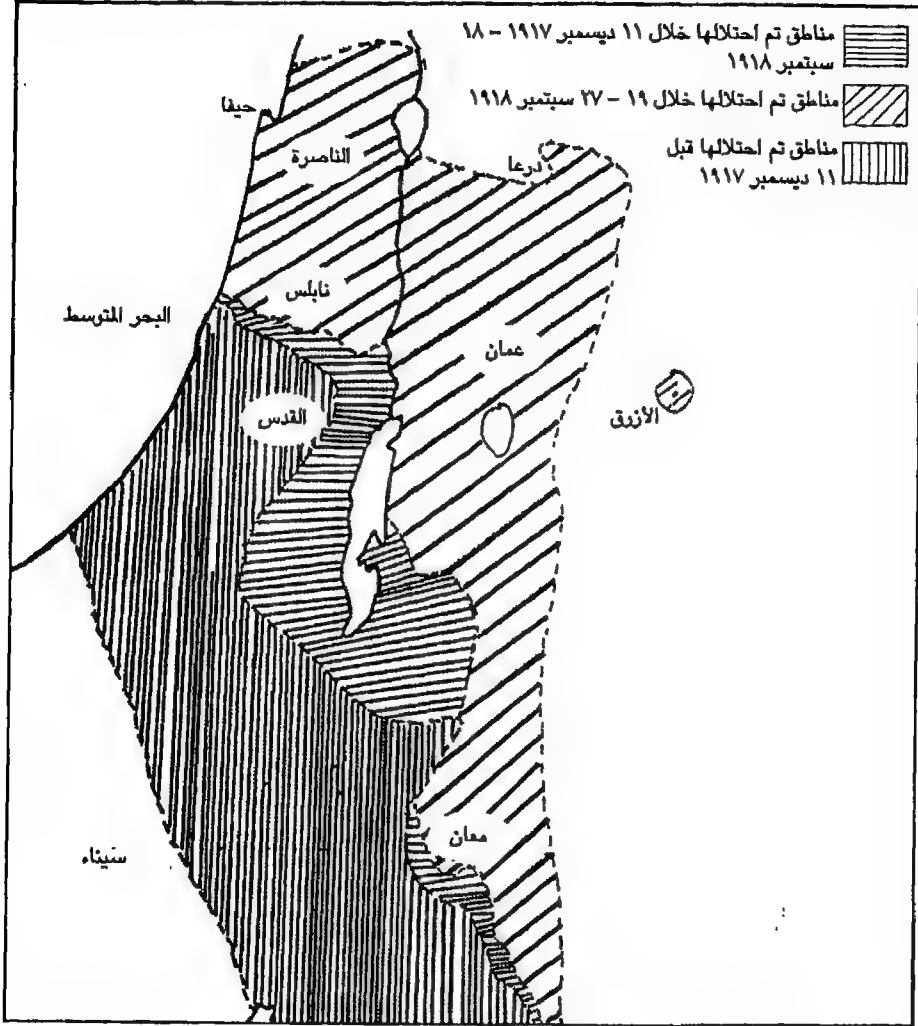 مناطق تم احتلالها خلال ١١ ديسمبر ١٩١٧ – ١٨
سبتمبر ١٩١٨
مناطق تم احتلالها خلال ١٩ – ٢٧ سبتمبر ١٩١٨
مناطق تم احتلالها قبل
١١ ديسمبر ١٩١٧
حيفا
الناصرة
درعا
نابلس
البحر المتوسط
عمان
الأزرق
القدس
معان
سيناء